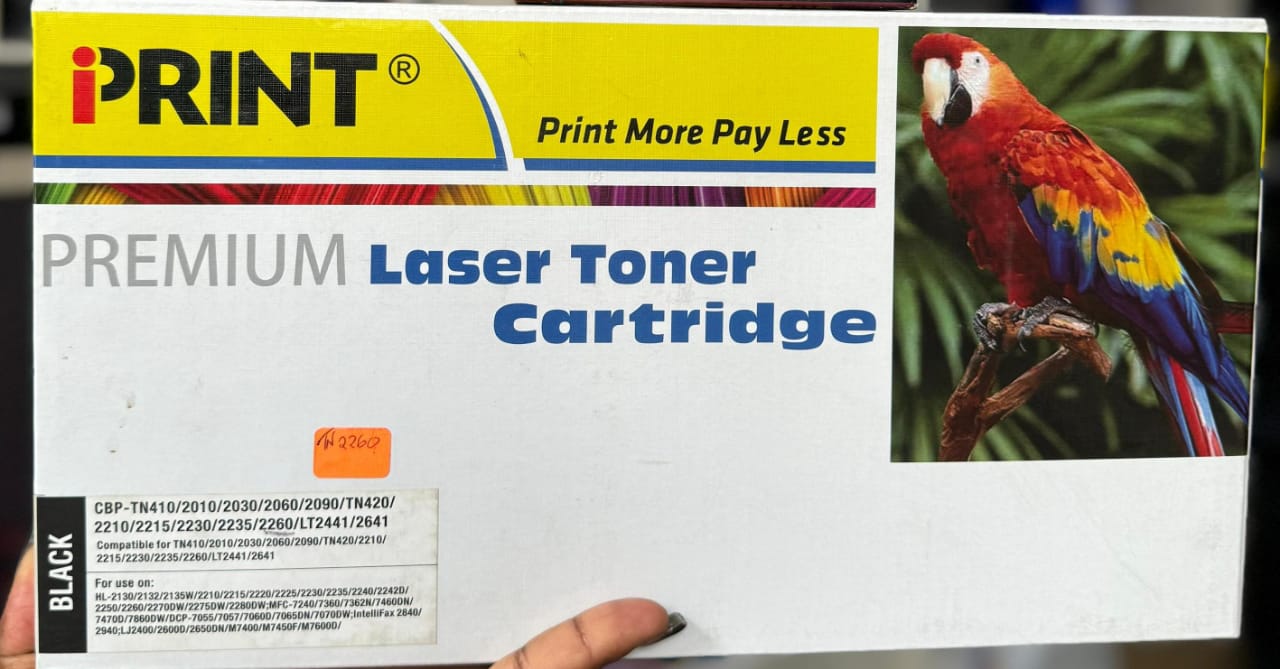 iPRINT®
Print More Pay Less
PREMIUM Laser Toner
Cartridge
TN 2260
BLACK
CBP-TN410/2010/2030/2060/2090/TN420/
2210/2215/2230/2235/2260/LT2441/2641
Compatible for TN410/2010/2030/2060/2090/TN420/2210/
2215/2230/2235/2260/LT2441/2641
For use on:
HL-2130/2132/2135W/2210/2215/2220/2225/2230/2235/2240/2242D/
2250/2260/2270DW/2275DW/2280DW;MFC-7240/7360/7362N/7460DN/
7470D/7860DW/DCP-7055/7057/7060D/7065DN/7070DW;IntelliFax 2840/
2940;LJ2400/2600D/2650DN/M7400/M7450F/M7600D/